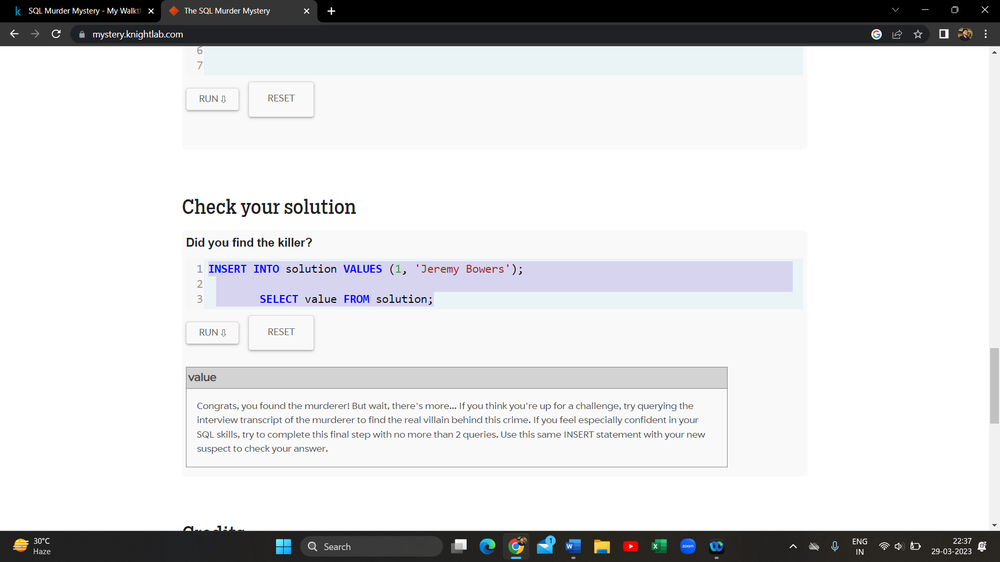 SQL Murder Mystery - My Walkth
The SQL Murder Mystery
mystery.knightlab.com
6
7
RUN ⇩
RESET
Check your solution
Did you find the killer?
1 INSERT INTO solution VALUES (1, 'Jeremy Bowers');
2
3 SELECT value FROM solution;
RUN ⇩
RESET
value
Congrats, you found the murderer! But wait, there's more... If you think you're up for a challenge, try querying the
interview transcript of the murderer to find the real villain behind this crime. If you feel especially confident in your
SQL skills, try to complete this final step with no more than 2 queries. Use this same INSERT statement with your new
suspect to check your answer.
Credits
30°C
Haze
Search
1
zoom
ENG
IN
22:37
29-03-2023